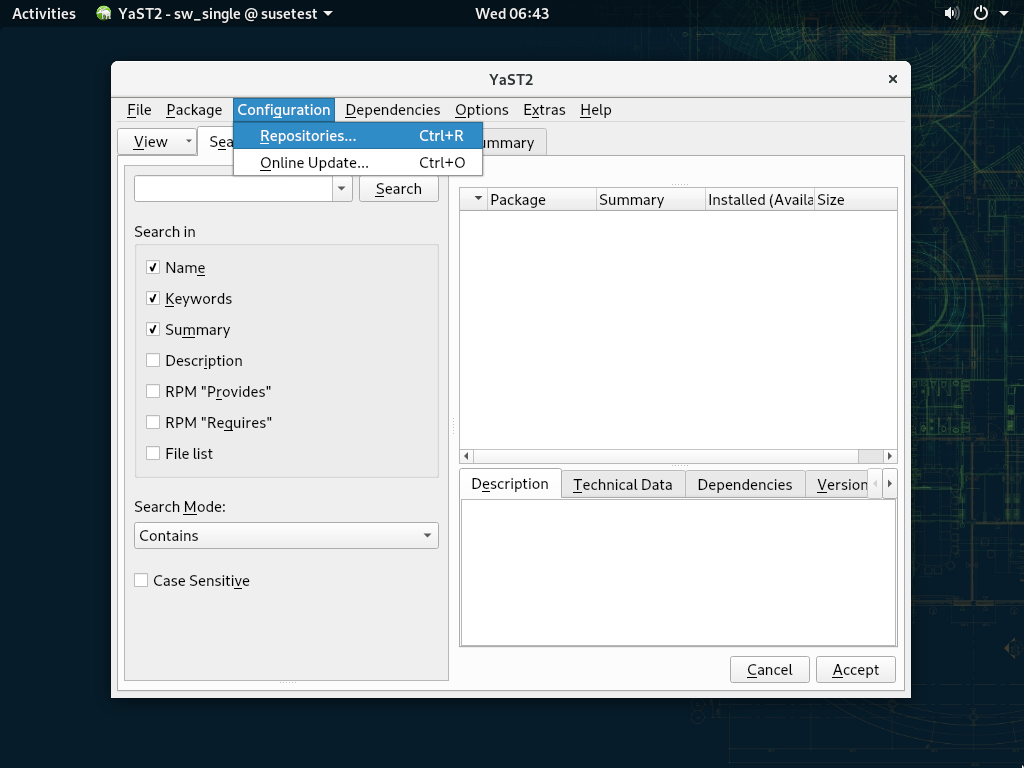 Activities YaST2 - sw_single @ susetest Wed 06:43
YaST2
File Package Configuration Dependencies Options Extras Help
Repositories... Ctrl+R
Online Update... Ctrl+O
View
Search
Package Summary Installed (Availa Size
Search in
Name
Keywords
Summary
Description
RPM "Provides"
RPM "Requires"
File list
Description Technical Data Dependencies Version
Search Mode:
Contains
Case Sensitive
Cancel Accept